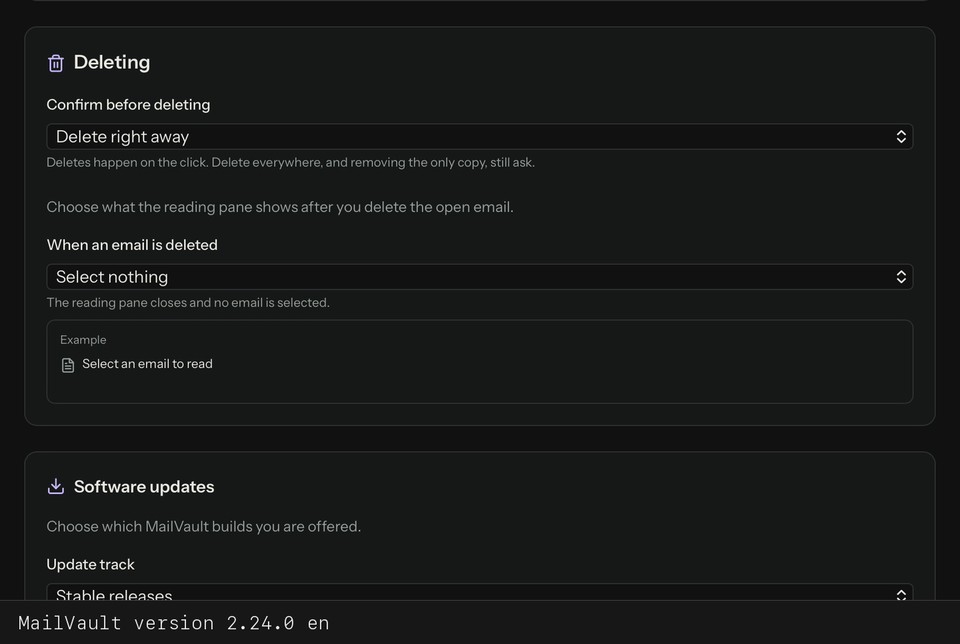 Deleting
Confirm before deleting
Delete right away
Deletes happen on the click. Delete everywhere, and removing the only copy, still ask.
Choose what the reading pane shows after you delete the open email.
When an email is deleted
Select nothing
The reading pane closes and no email is selected.
Example
Select an email to read
Software updates
Choose which MailVault builds you are offered.
Update track
Stable releases
MailVault version 2.24.0 en